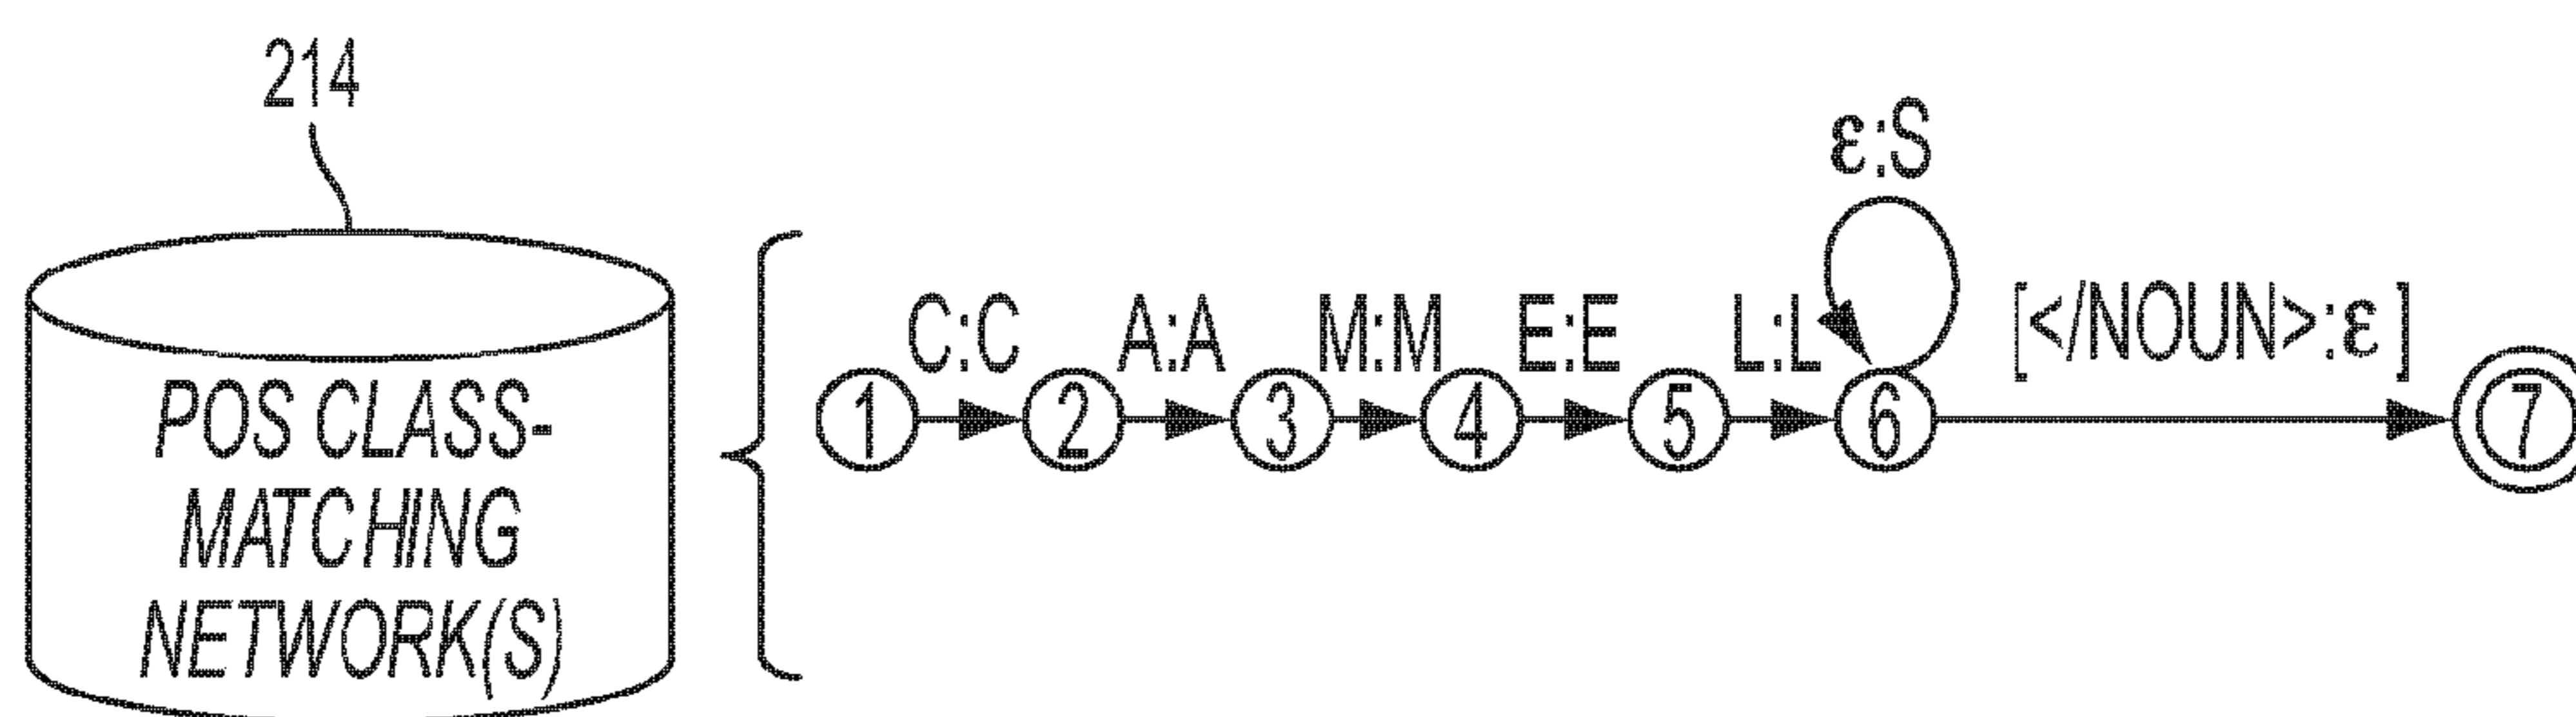 214
POS CLASS-
MATCHING
NETWORK(S)
ε:S
C:C A:A M:M E:E L:L [</NOUN>:ε]
1 2 3 4 5 6 7